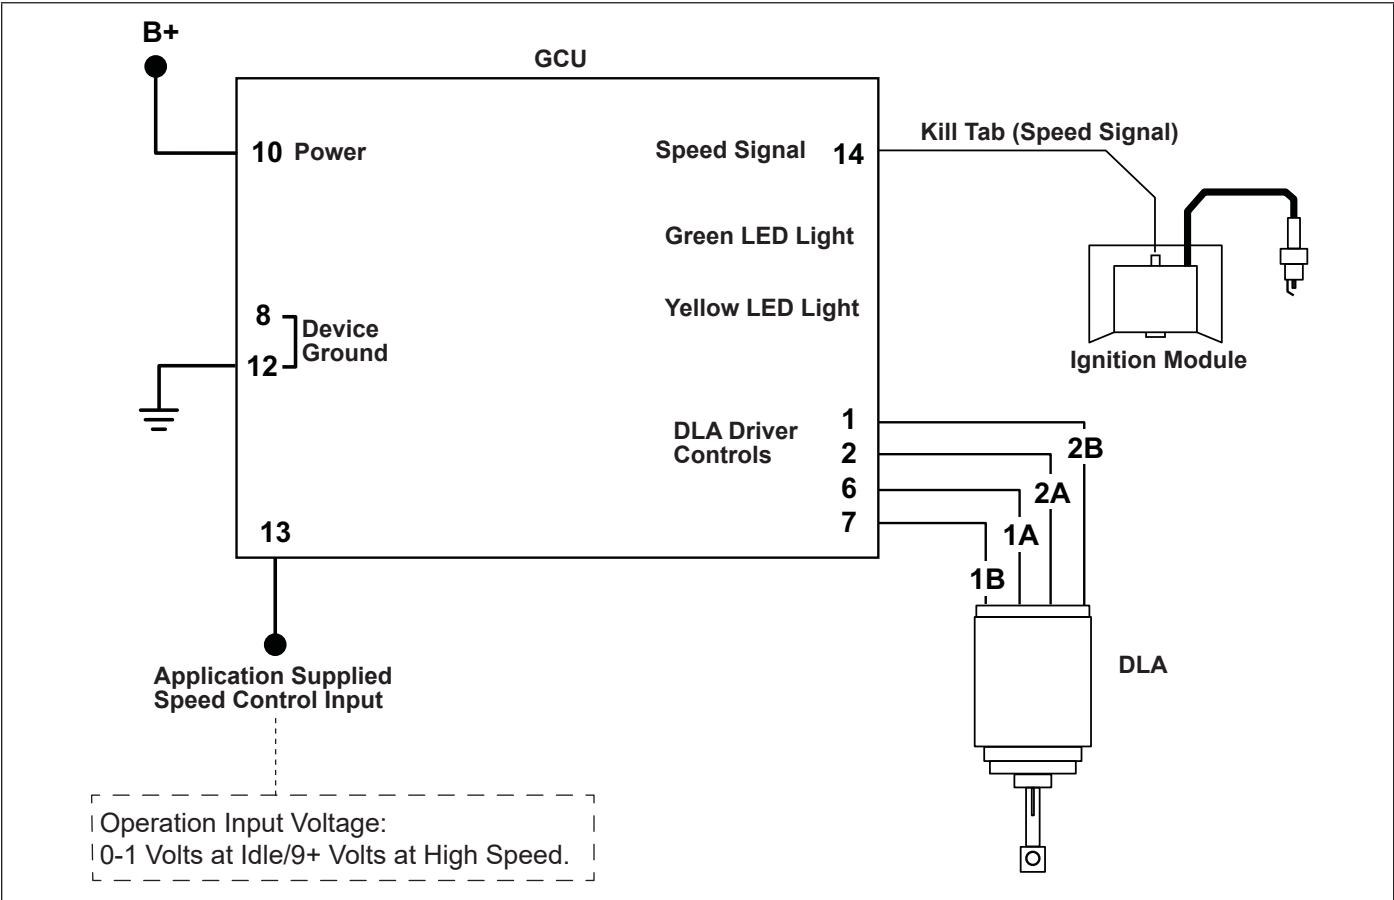 B+
GCU
10 Power
Speed Signal 14
Kill Tab (Speed Signal)
Green LED Light
Yellow LED Light
Ignition Module
8
Device
Ground
12
DLA Driver
Controls
1
2
6
7
2B
2A
1A
1B
13
DLA
Application Supplied
Speed Control Input
Operation Input Voltage:
0-1 Volts at Idle/9+ Volts at High Speed.